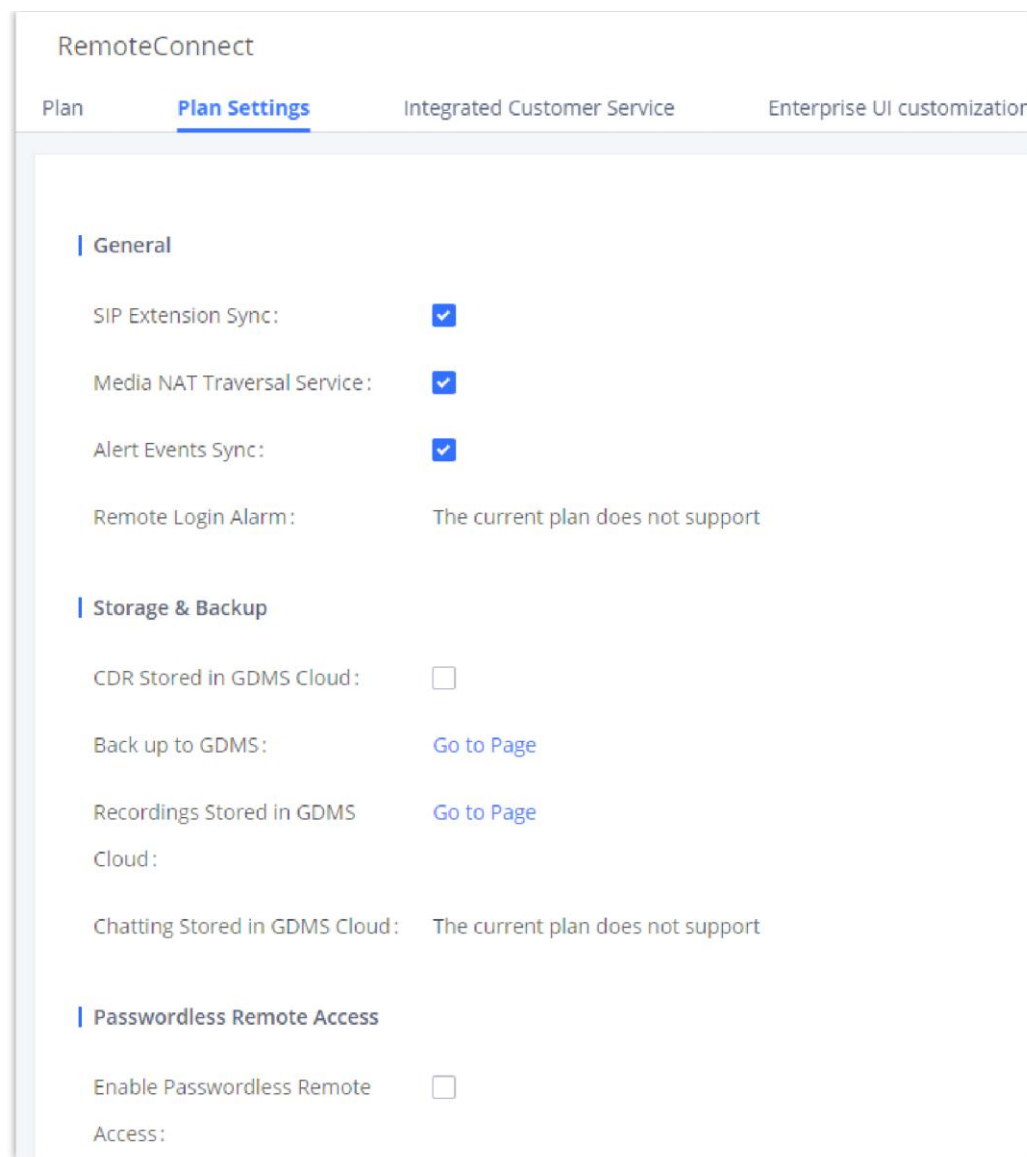 RemoteConnect
Plan Plan Settings Integrated Customer Service Enterprise UI customization
General
SIP Extension Sync:
Media NAT Traversal Service:
Alert Events Sync:
Remote Login Alarm: The current plan does not support
Storage & Backup
CDR Stored in GDMS Cloud:
Back up to GDMS: Go to Page
Recordings Stored in GDMS Go to Page
Cloud:
Chatting Stored in GDMS Cloud: The current plan does not support
Passwordless Remote Access
Enable Passwordless Remote
Access: